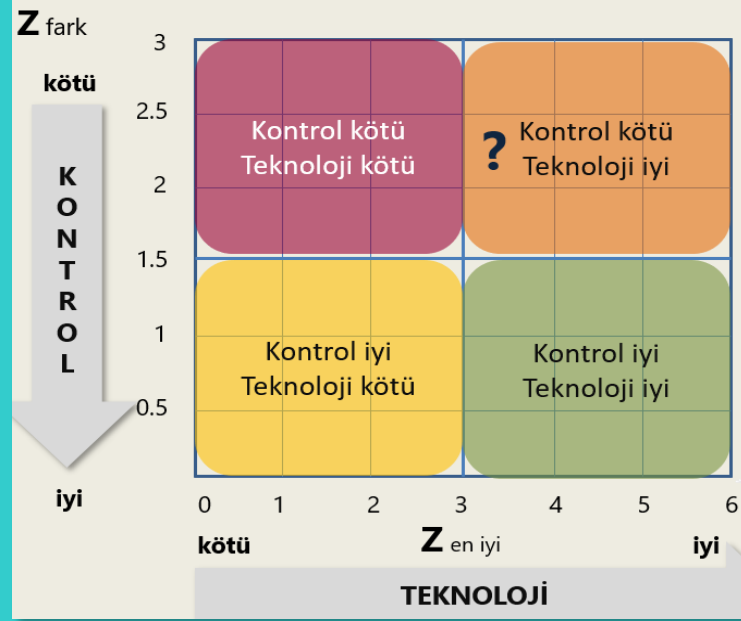 Z fark
kötü
KONTROL
iyi
3
2.5
2
1.5
1
0.5
Kontrol kötü
Teknoloji kötü
? Kontrol kötü
Teknoloji iyi
Kontrol iyi
Teknoloji kötü
Kontrol iyi
Teknoloji iyi
0 1 2 3 4 5 6
kötü Z en iyi iyi
TEKNOLOJİ